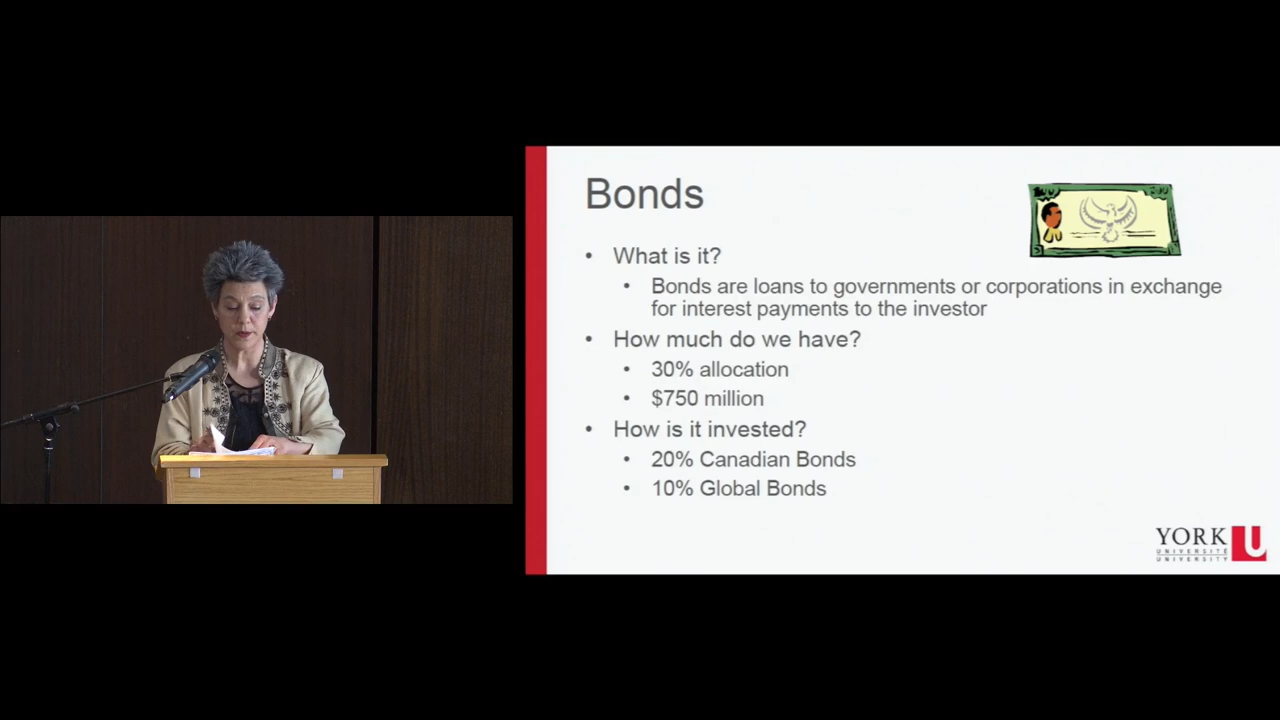 Bonds
• What is it?
• Bonds are loans to governments or corporations in exchange
for interest payments to the investor
• How much do we have?
• 30% allocation
• $750 million
• How is it invested?
• 20% Canadian Bonds
• 10% Global Bonds
YORK U
UNIVERSITÉ
UNIVERSITY